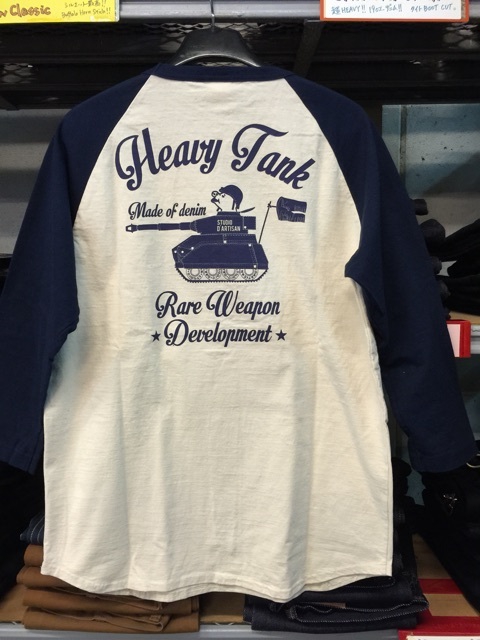 Classic
Heavy Tank
Made of denim
STUDIO
D'ARTISAN
Rare Weapon
★ Development ★